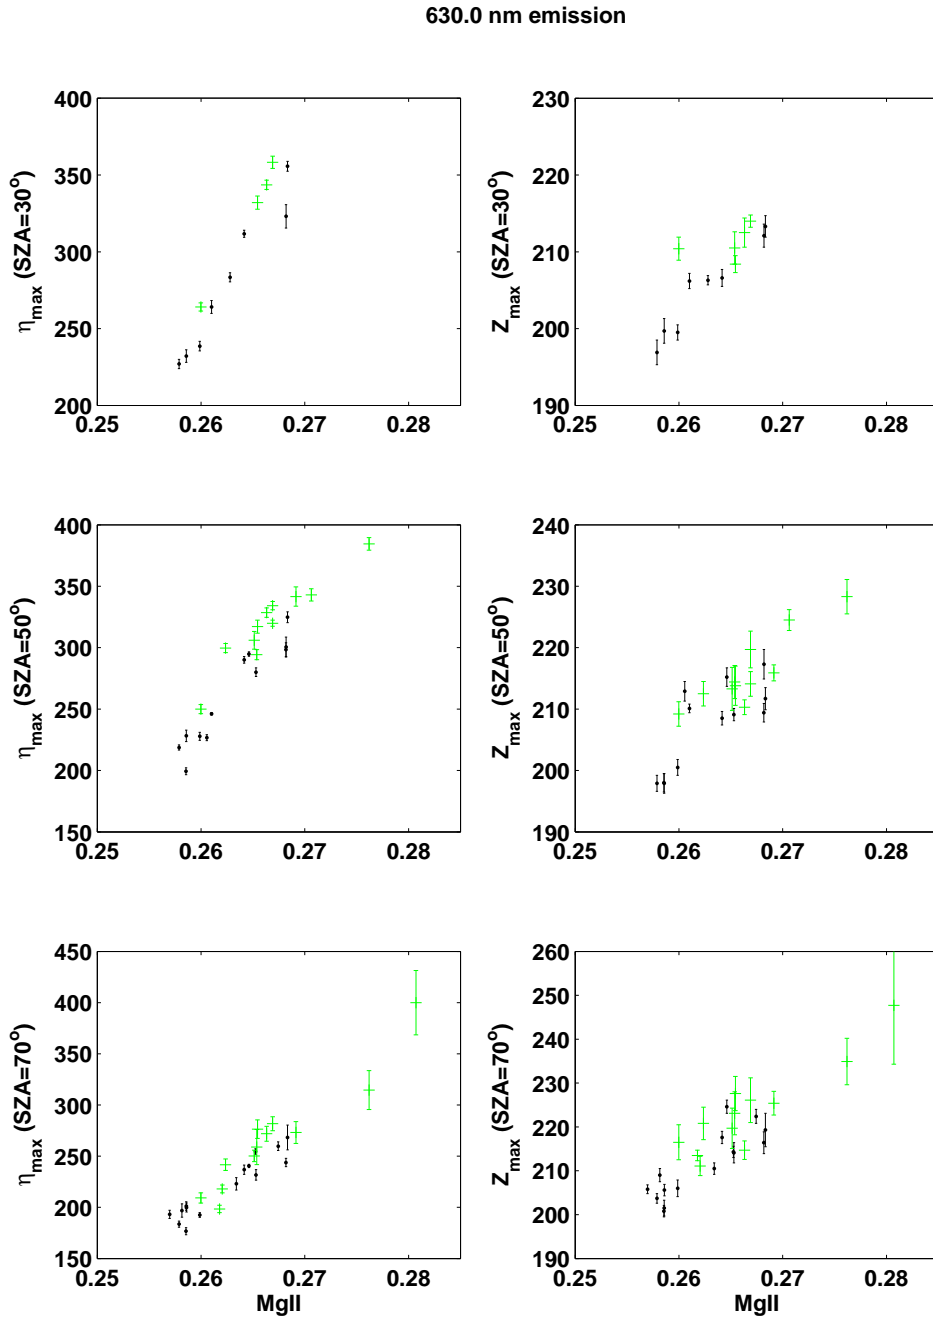 630.0 nm emission
η_max (SZA=30°)
400
350
300
250
200
0.25 0.26 0.27 0.28
Z_max (SZA=30°)
230
220
210
200
190
0.25 0.26 0.27 0.28
η_max (SZA=50°)
400
350
300
250
200
150
0.25 0.26 0.27 0.28
Z_max (SZA=50°)
240
230
220
210
200
190
0.25 0.26 0.27 0.28
η_max (SZA=70°)
450
400
350
300
250
200
150
0.25 0.26 0.27 0.28
MgII
Z_max (SZA=70°)
260
250
240
230
220
210
200
190
0.25 0.26 0.27 0.28
MgII